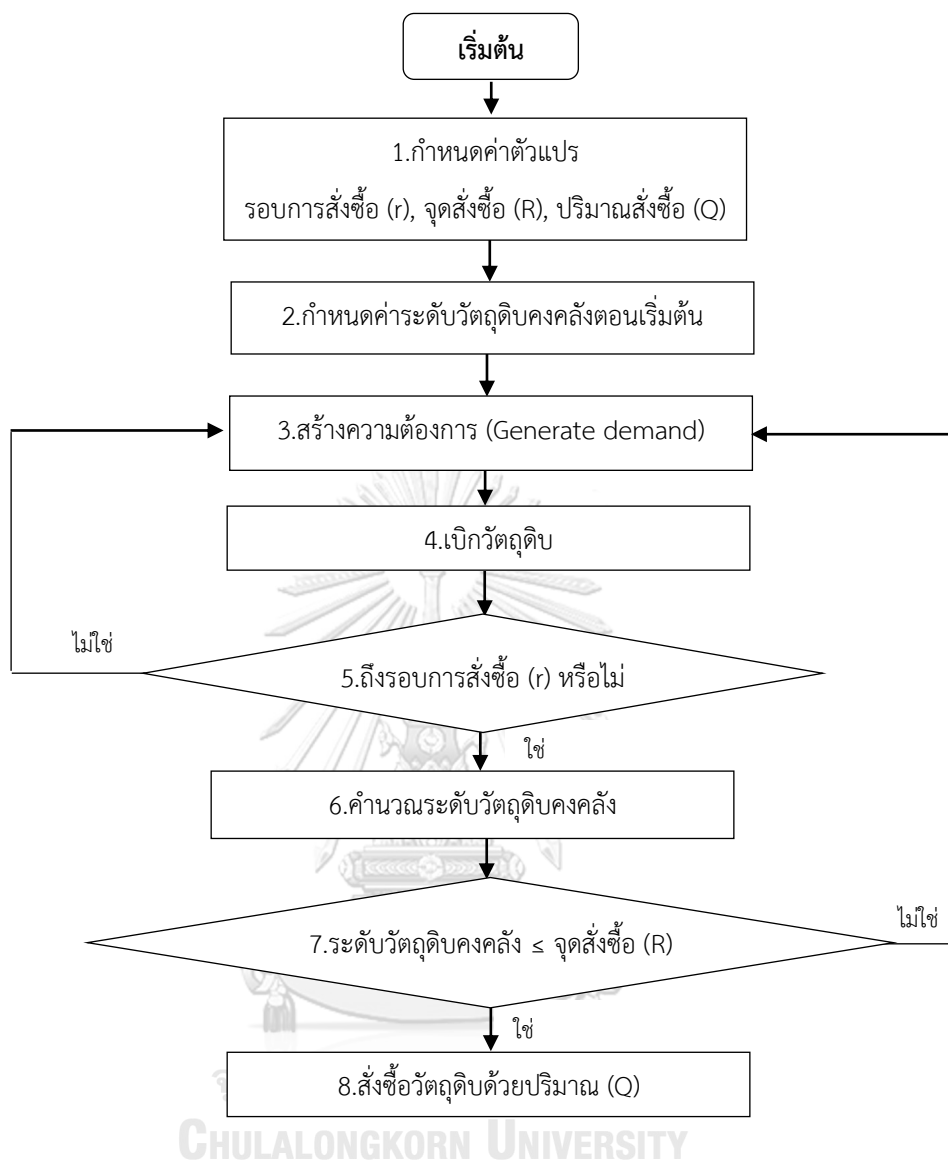 เริ่มต้น
1.กำหนดค่าตัวแปร
รอบการสั่งซื้อ (r), จุดสั่งซื้อ (R), ปริมาณสั่งซื้อ (Q)
2.กำหนดค่าระดับวัตถุดิบคงคลังตอนเริ่มต้น
3.สร้างความต้องการ (Generate demand)
4.เบิกวัตถุดิบ
ไม่ใช่
5.ถึงรอบการสั่งซื้อ (r) หรือไม่
ใช่
6.คำนวณระดับวัตถุดิบคงคลัง
ไม่ใช่
7.ระดับวัตถุดิบคงคลัง ≤ จุดสั่งซื้อ (R)
ใช่
8.สั่งซื้อวัตถุดิบด้วยปริมาณ (Q)
CHULALONGKORN UNIVERSITY